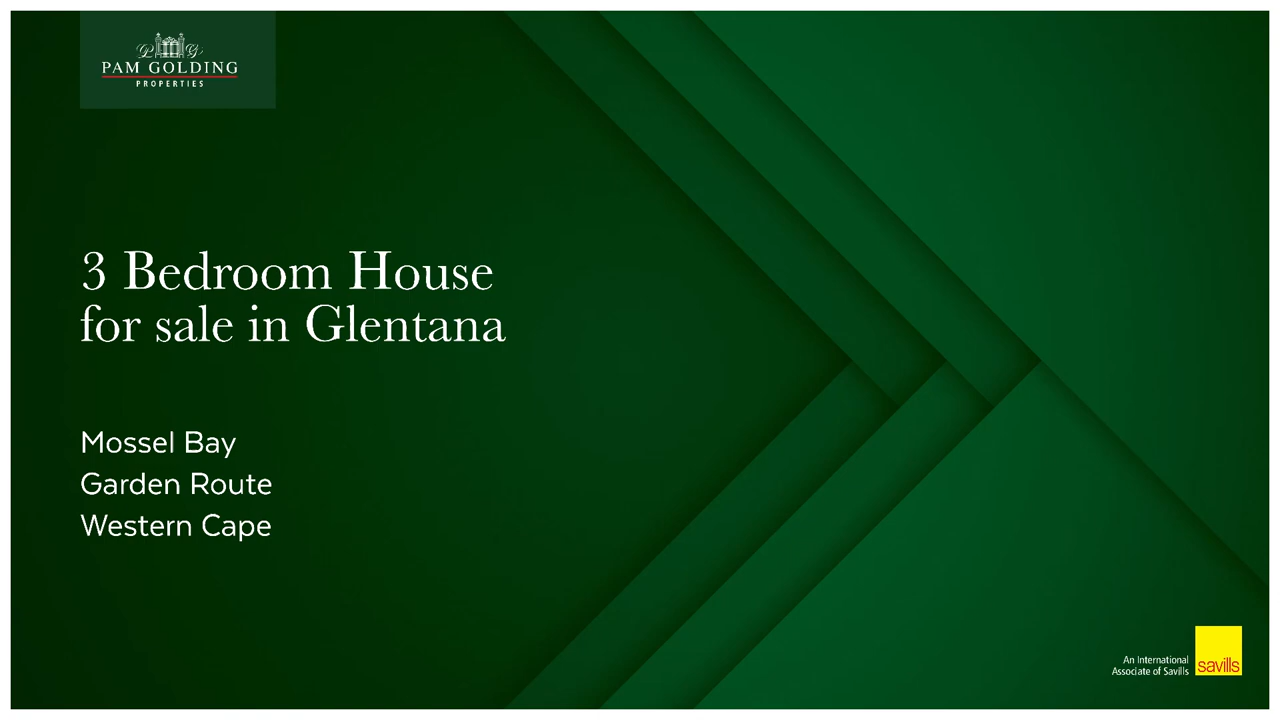 PG
PAM GOLDING
PROPERTIES
3 Bedroom House
for sale in Glentana
Mossel Bay
Garden Route
Western Cape
An International
Associate of Savills
savills